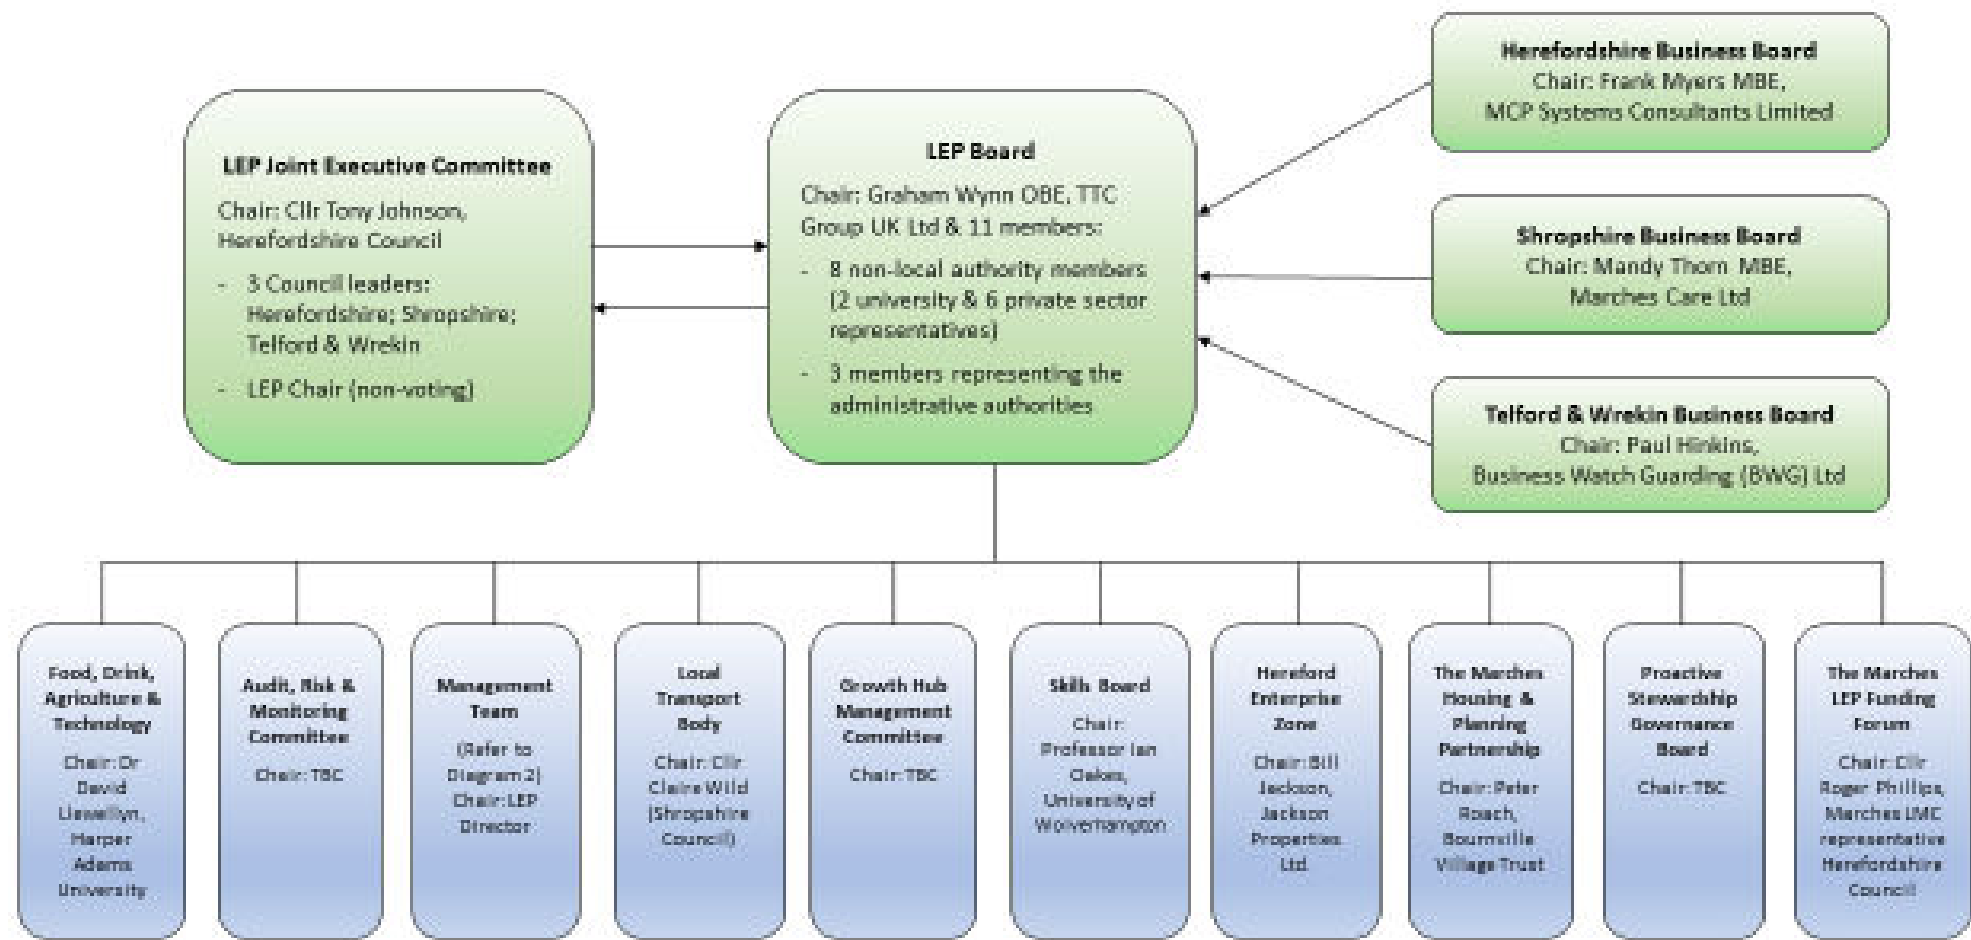 Herefordshire Business Board
Chair: Frank Myers MBE,
MCP Systems Consultants Limited
LEP Joint Executive Committee
Chair: Cllr Tony Johnson,
Herefordshire Council
- 3 Council leaders:
Herefordshire; Shropshire;
Telford & Wrekin
- LEP Chair (non-voting)
LEP Board
Chair: Graham Wynn OBE, TTC
Group UK Ltd & 11 members:
- 8 non-local authority members
(2 university & 6 private sector
representatives)
- 3 members representing the
administrative authorities
Shropshire Business Board
Chair: Mandy Thorn MBE,
Marches Care Ltd
Telford & Wrekin Business Board
Chair: Paul Hinkins,
Business Watch Guarding (BWG) Ltd
Food, Drink,
Agriculture &
Technology
Chair: Dr
David
Llewellyn,
Harper
Adams
University
Audit, Risk &
Monitoring
Committee
Chair: TBC
Management
Team
(Refer to
Diagram 2)
Chair: LEP
Director
Local
Transport
Body
Chair: Cllr
Claire Wild
(Shropshire
Council)
Growth Hub
Management
Committee
Chair: TBC
Skills Board
Chair:
Professor Ian
Oakes,
University of
Wolverhampton
Hereford
Enterprise
Zone
Chair: Bill
Jackson,
Jackson
Properties
Ltd
The Marches
Housing &
Planning
Partnership
Chair: Peter
Roach,
Bournville
Village Trust
Proactive
Stewardship
Governance
Board
Chair: TBC
The Marches
LEP Funding
Forum
Chair: Cllr
Roger Phillips,
Marches LMC
representative
Herefordshire
Council